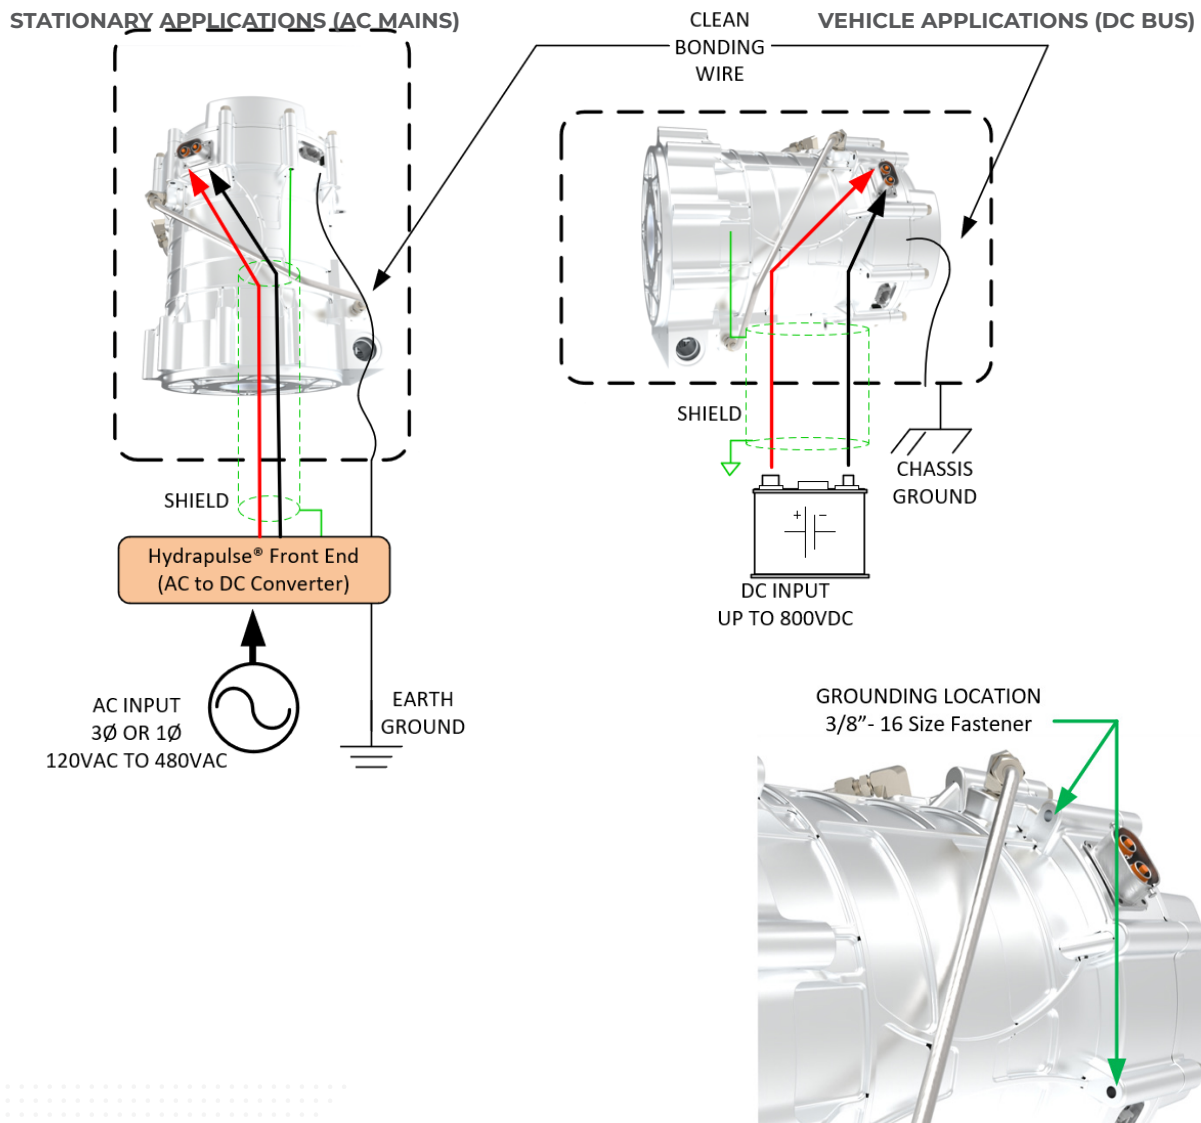 STATIONARY APPLICATIONS (AC MAINS)
CLEAN
BONDING
WIRE
VEHICLE APPLICATIONS (DC BUS)
SHIELD
Hydrapulse® Front End
(AC to DC Converter)
AC INPUT
3Ø OR 1Ø
120VAC TO 480VAC
EARTH
GROUND
SHIELD
CHASSIS
GROUND
+ −
DC INPUT
UP TO 800VDC
GROUNDING LOCATION
3/8”- 16 Size Fastener